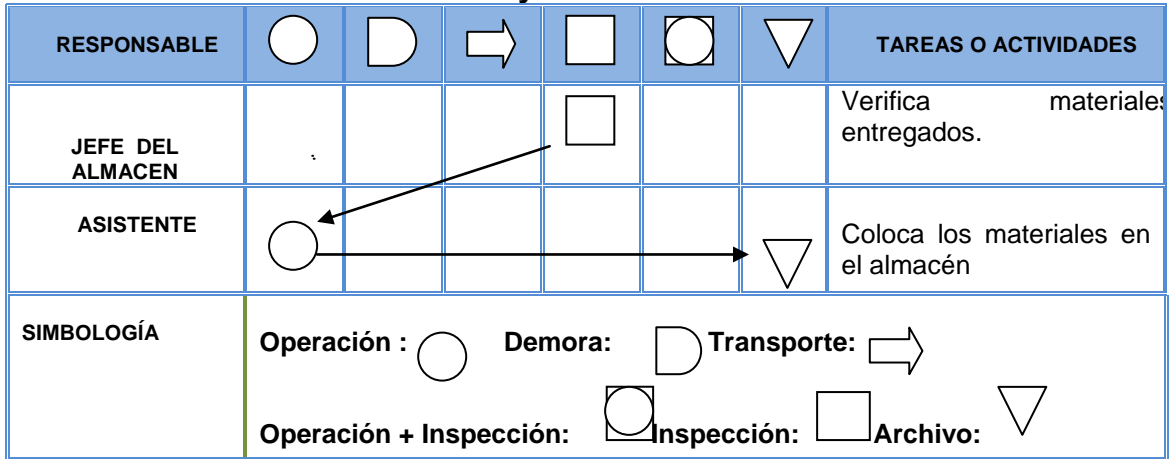 RESPONSABLE
TAREAS O ACTIVIDADES
JEFE DEL
ALMACEN
Verifica materiales
entregados.
ASISTENTE
Coloca los materiales en
el almacén
SIMBOLOGÍA
Operación : Demora: Transporte:
Operación + Inspección: Inspección: Archivo: